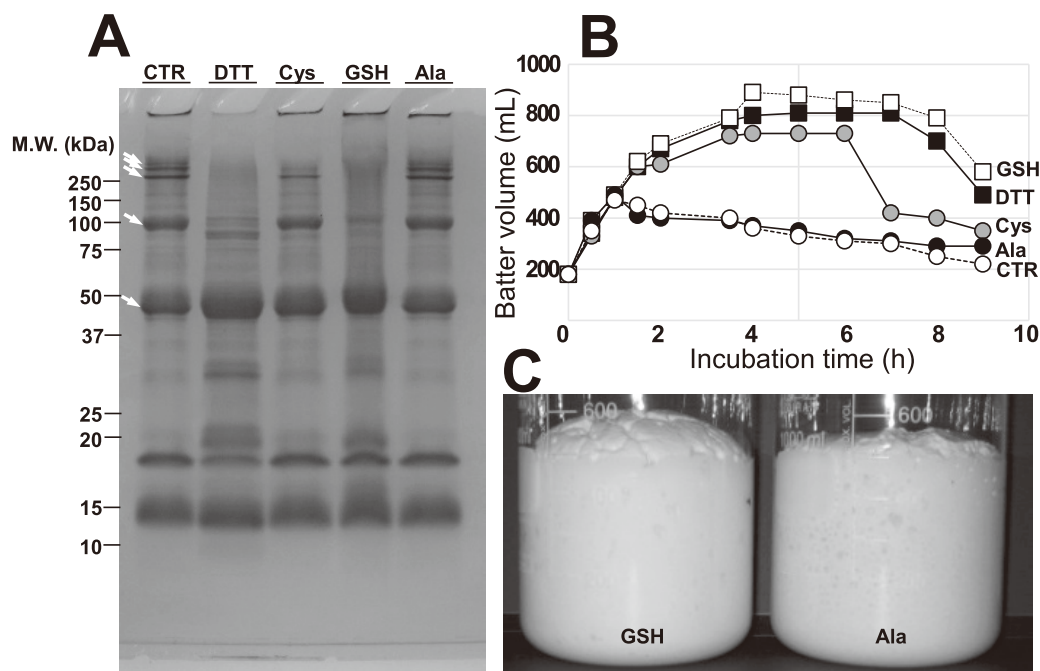 A
CTR DTT Cys GSH Ala
M.W. (kDa)
250
150
100
75
50
37
25
20
15
10
B
Batter volume (mL)
1000
800
600
400
200
0 2 4 6 8 10
Incubation time (h)
GSH
DTT
Cys
Ala
CTR
C
600
600
1000 ml
GSH
Ala